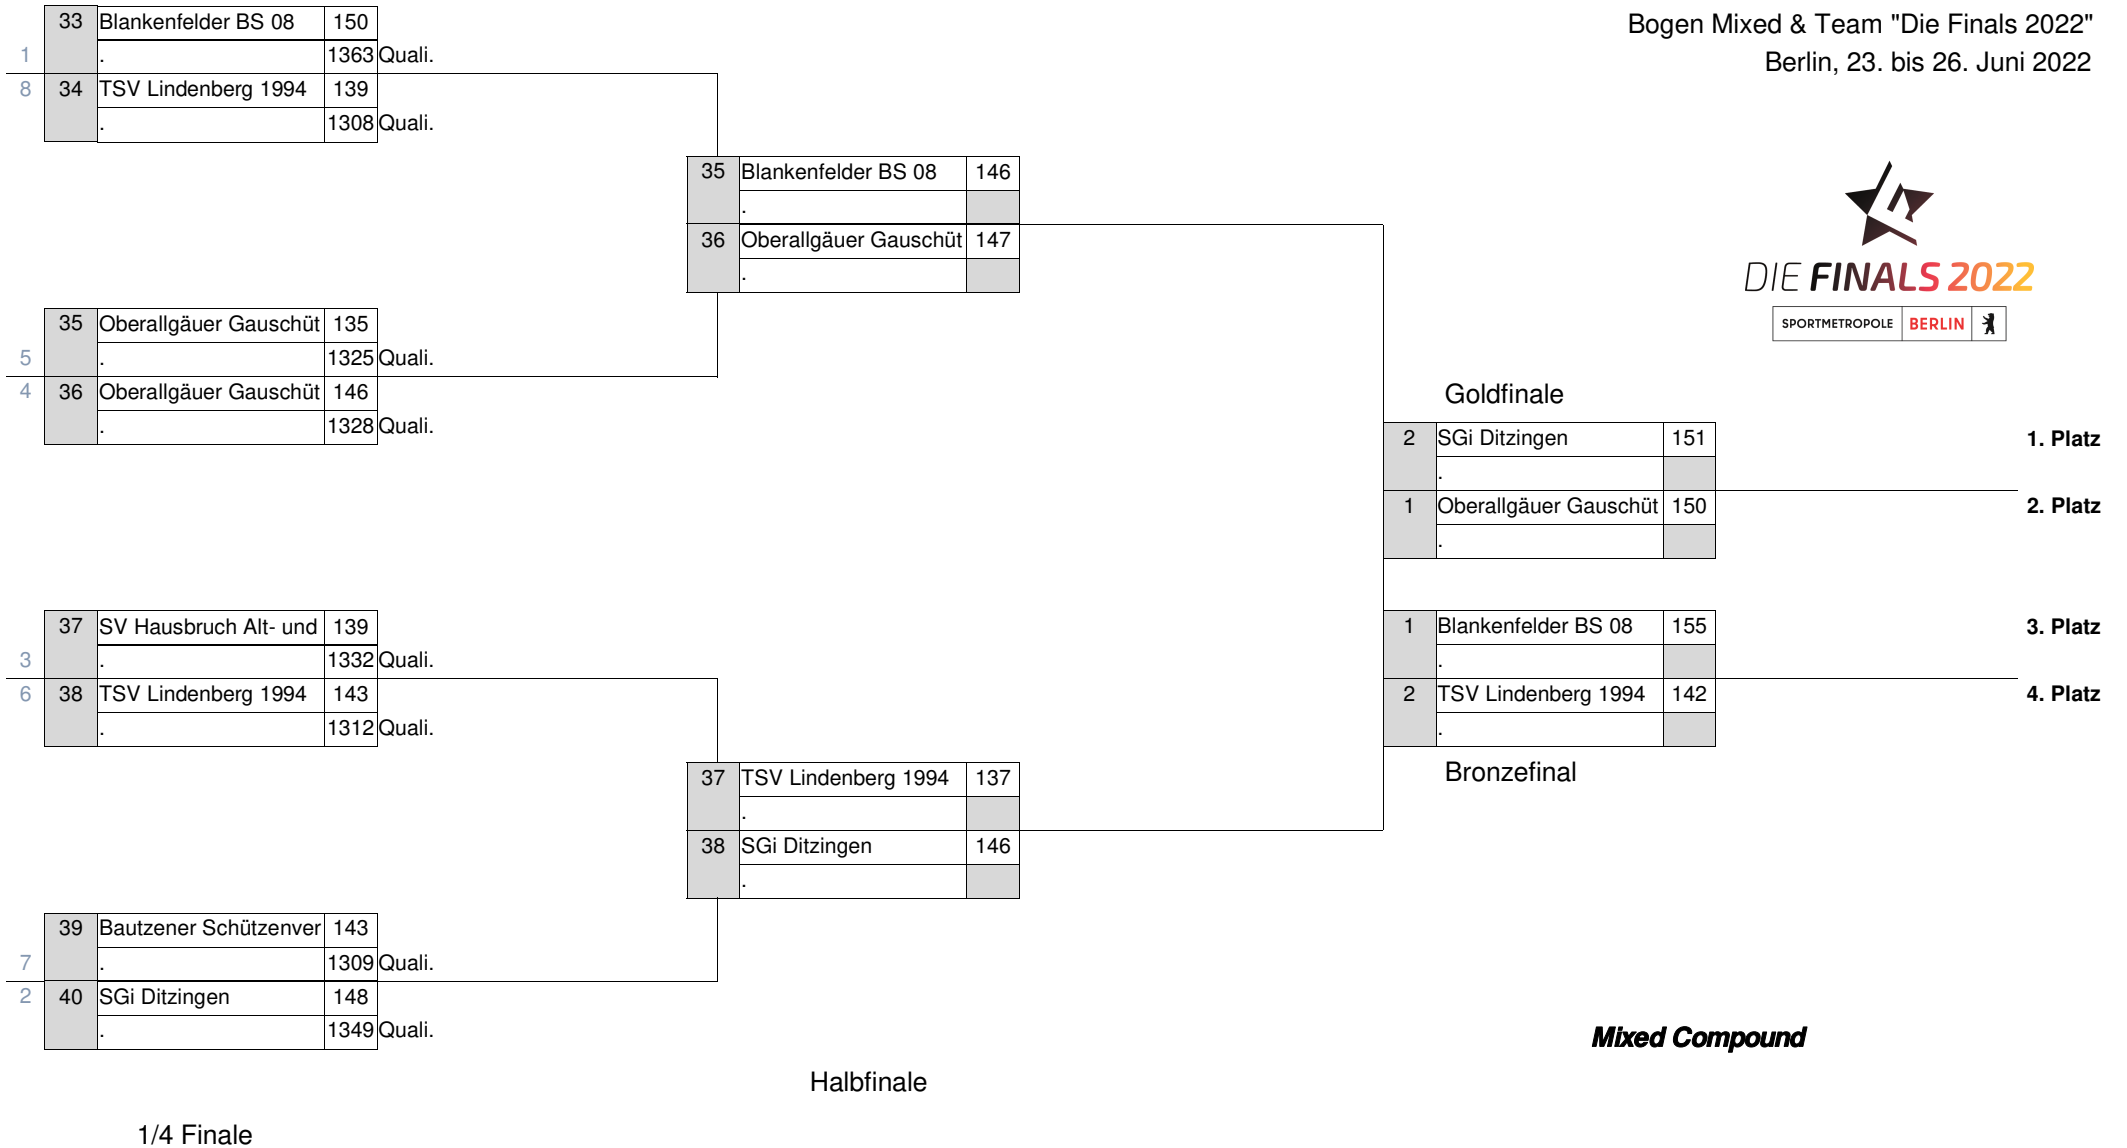 Bogen Mixed & Team "Die Finals 2022"
Berlin, 23. bis 26. Juni 2022
33 Blankenfelder BS 08 150
1 . 1363 Quali.
8 34 TSV Lindenberg 1994 139
. 1308 Quali.
35 Blankenfelder BS 08 146
.
36 Oberallgäuer Gauschüt 147
.
DIE FINALS 2022
SPORTMETROPOLE BERLIN
35 Oberallgäuer Gauschüt 135
5 . 1325 Quali.
4 36 Oberallgäuer Gauschüt 146
. 1328 Quali.
Goldfinale
2 SGi Ditzingen 151 1. Platz
.
1 Oberallgäuer Gauschüt 150 2. Platz
.
37 SV Hausbruch Alt- und 139
3 . 1332 Quali.
6 38 TSV Lindenberg 1994 143
. 1312 Quali.
1 Blankenfelder BS 08 155 3. Platz
.
2 TSV Lindenberg 1994 142 4. Platz
.
Bronzefinal
37 TSV Lindenberg 1994 137
.
38 SGi Ditzingen 146
.
39 Bautzener Schützenver 143
7 . 1309 Quali.
2 40 SGi Ditzingen 148
. 1349 Quali.
Mixed Compound
Halbfinale
1/4 Finale